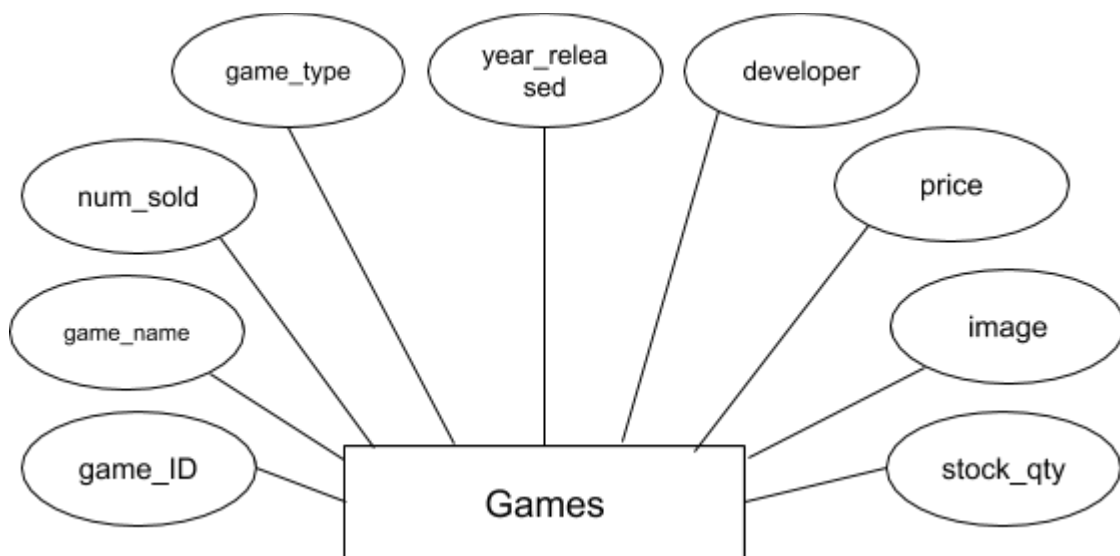 game_type
year_relea
sed
developer
num_sold
price
game_name
image
game_ID
stock_qty
Games